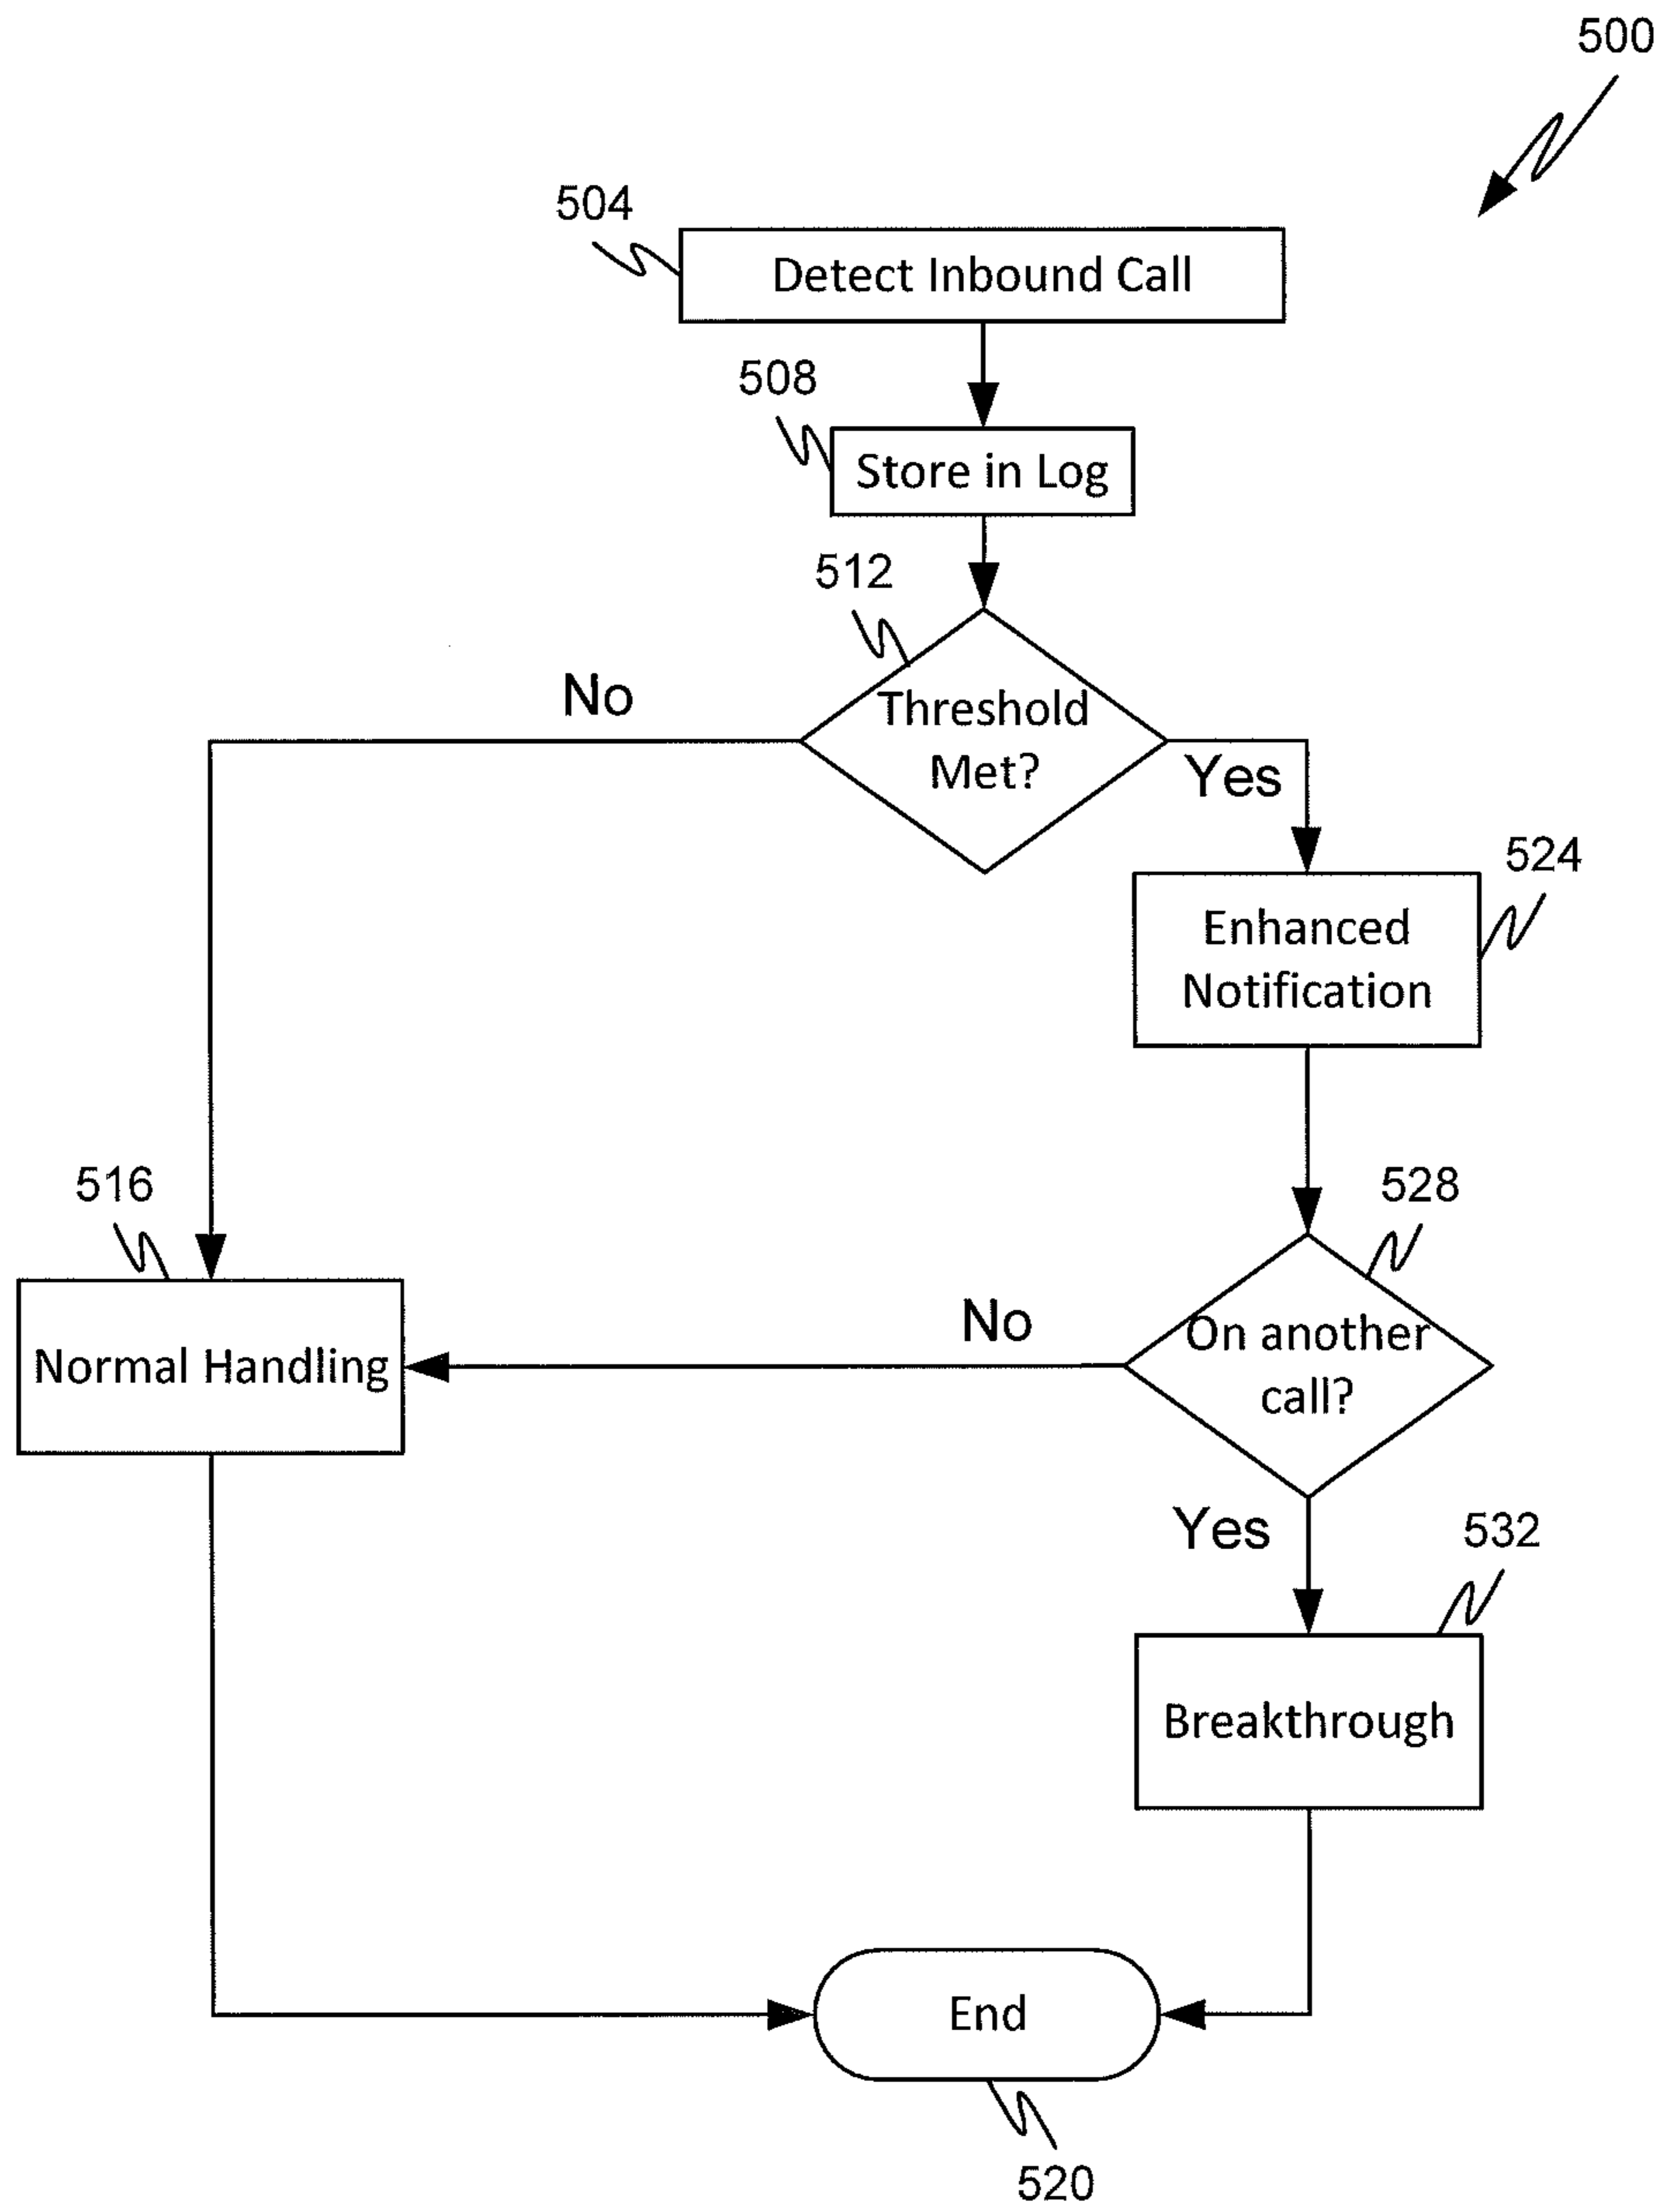 500
504
Detect Inbound Call
508
Store in Log
512
No
Threshold
Met?
Yes
524
Enhanced
Notification
516
528
Normal Handling
No
On another
call?
Yes
532
Breakthrough
End
520